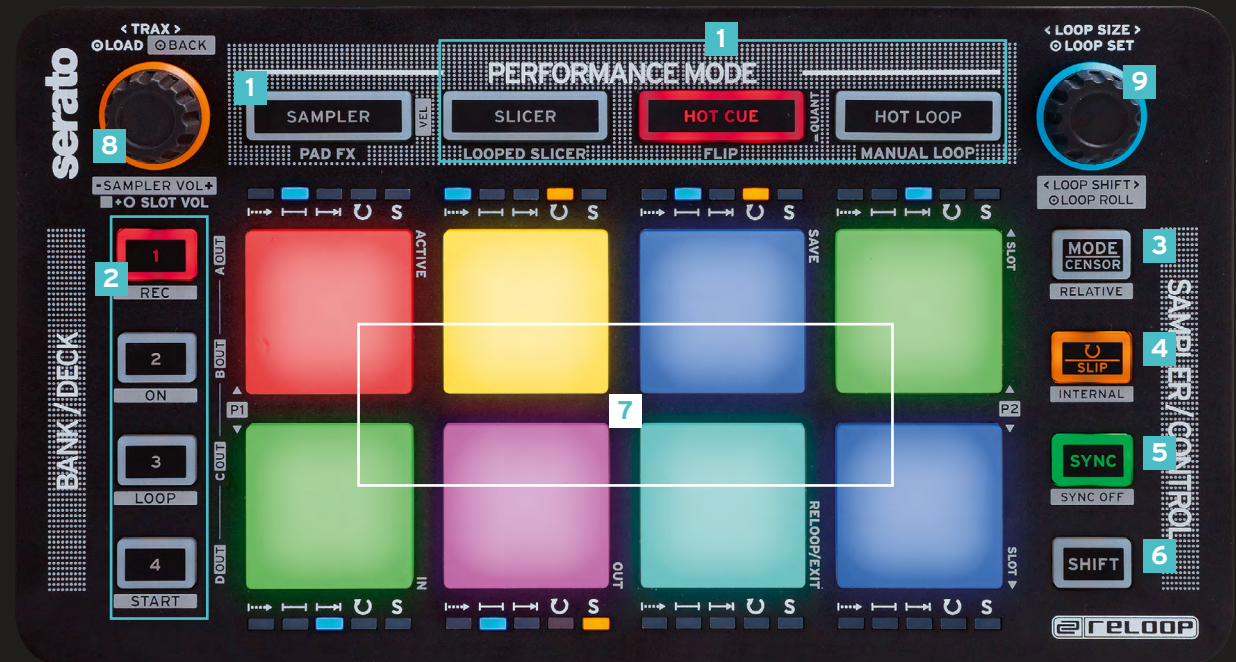 < TRAX >
LOAD BACK
serato
1
PERFORMANCE MODE
< LOOP SIZE >
LOOP SET
1
SAMPLER
VEL
SLICER
HOT CUE
QUANT
HOT LOOP
9
8
PAD FX
LOOPED SLICER
FLIP
MANUAL LOOP
-SAMPLER VOL+
+O SLOT VOL
< LOOP SHIFT >
LOOP ROLL
S
S
S
S
BANK / DECK
2
1
REC
A OUT
ACTIVE
SAVE
SLOT
MODE
CENSOR
3
RELATIVE
SAMPLER / CONTROL
2
ON
B OUT
SLIP
4
INTERNAL
P1
7
P2
3
LOOP
C OUT
SYNC
5
SYNC OFF
4
START
D OUT
IN
OUT
RELOOP/EXIT
SLOT
SHIFT
6
S
S
S
S
RELOOP